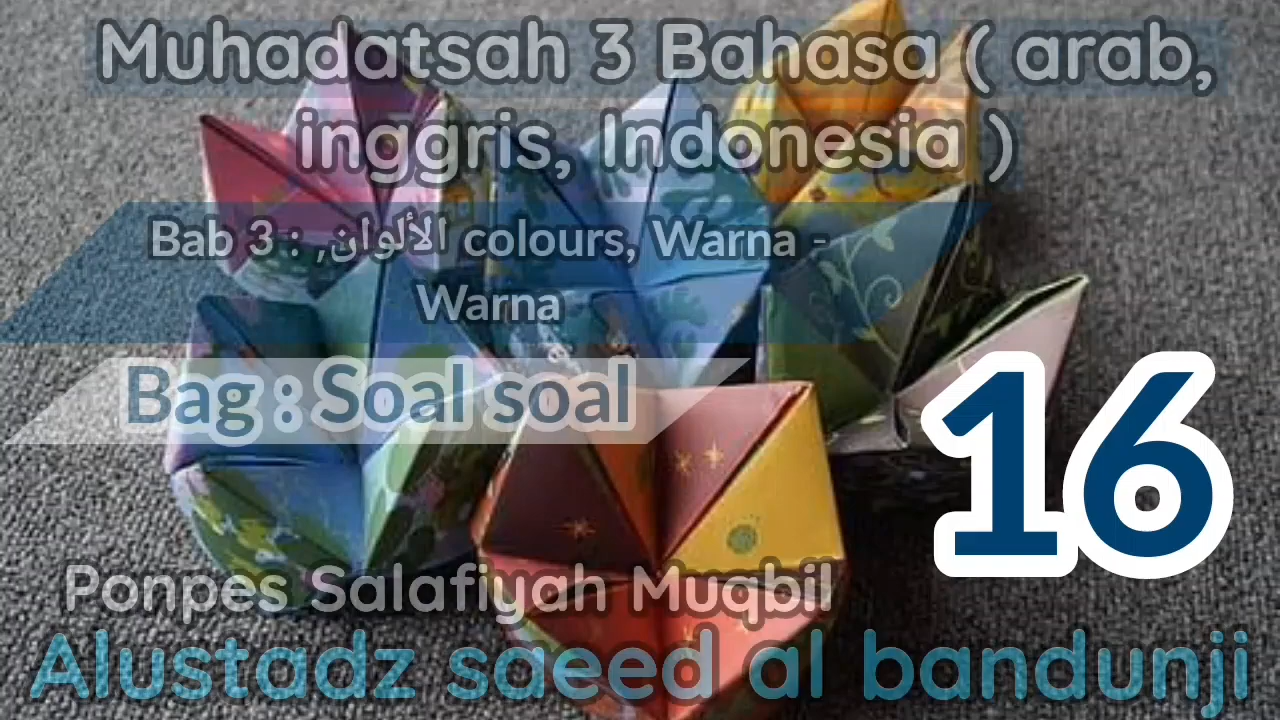 Muhadatsah 3 Bahasa ( arab,
inggris, Indonesia )
Bab 3 : الألوان, colours, Warna -
Warna
Bag : Soal soal
16
Ponpes Salafiyah Muqbil
Alustadz saeed al bandunji